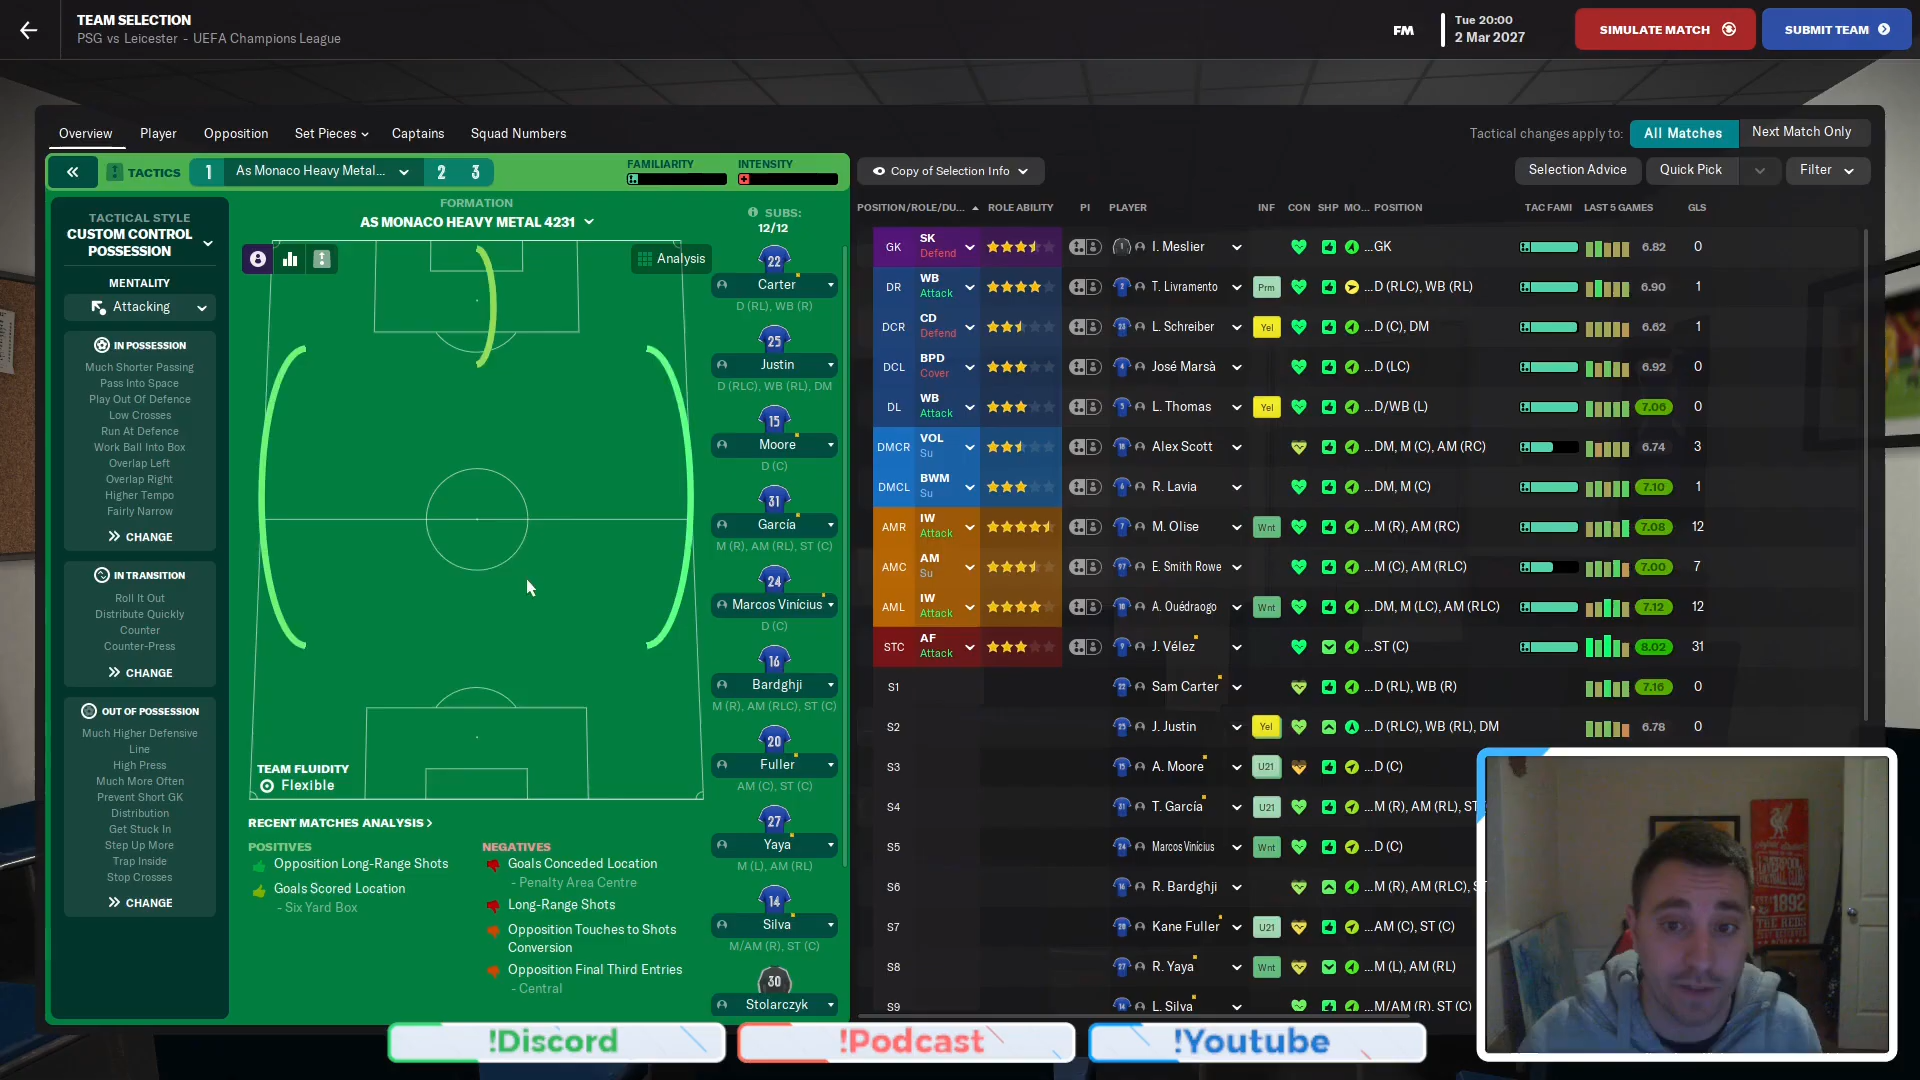 TEAM SELECTION
PSG vs Leicester - UEFA Champions League
FM
Tue 20:00
2 Mar 2027
SIMULATE MATCH
SUBMIT TEAM
Overview
Player
Opposition
Set Pieces
Captains
Squad Numbers
Tactical changes apply to:
All Matches
Next Match Only
TACTICS
1
As Monaco Heavy Metal...
2
3
FAMILIARITY
INTENSITY
Copy of Selection Info
Selection Advice
Quick Pick
Filter
TACTICAL STYLE
CUSTOM CONTROL
POSSESSION
MENTALITY
Attacking
IN POSSESSION
Much Shorter Passing
Pass Into Space
Play Out Of Defence
Low Crosses
Run At Defence
Work Ball Into Box
Overlap Left
Overlap Right
Higher Tempo
Fairly Narrow
CHANGE
IN TRANSITION
Roll It Out
Distribute Quickly
Counter
Counter-Press
CHANGE
OUT OF POSSESSION
Much Higher Defensive
Line
High Press
Much More Often
Prevent Short GK
Distribution
Get Stuck In
Step Up More
Trap Inside
Stop Crosses
CHANGE
FORMATION
AS MONACO HEAVY METAL 4231
Analysis
TEAM FLUIDITY
Flexible
RECENT MATCHES ANALYSIS >
POSITIVES
Opposition Long-Range Shots
Goals Scored Location
- Six Yard Box
NEGATIVES
Goals Conceded Location
- Penalty Area Centre
Long-Range Shots
Opposition Touches to Shots
Conversion
Opposition Final Third Entries
- Central
SUBS:
12/12
22
Carter
D (RL), WB (R)
25
Justin
D (RLC), WB (RL), DM
15
Moore
D (C)
31
García
M (R), AM (RL), ST (C)
24
Marcos Vinícius
D (C)
16
Bardghji
M (R), AM (RLC), ST (C)
20
Fuller
AM (C), ST (C)
27
Yaya
M (L), AM (RL)
14
Silva
M/AM (R), ST (C)
30
Stolarczyk
POSITION/ROLE/DU... ROLE ABILITY PI PLAYER INF CON SHP MO... POSITION TAC FAMI LAST 5 GAMES GLS
GK SK Defend I. Meslier ...GK 6.82 0
DR WB Attack T. Livramento Prm ...D (RLC), WB (RL) 6.90 1
DCR CD Defend L. Schreiber Yel ...D (C), DM 6.62 1
DCL BPD Cover José Marsà ...D (LC) 6.92 0
DL WB Attack L. Thomas Yel ...D/WB (L) 7.06 0
DMCR VOL Su Alex Scott ...DM, M (C), AM (RC) 6.74 3
DMCL BWM Su R. Lavia ...DM, M (C) 7.10 1
AMR IW Attack M. Olise Wnt ...M (R), AM (RC) 7.08 12
AMC AM Su E. Smith Rowe ...M (C), AM (RLC) 7.00 7
AML IW Attack A. Ouédraogo Wnt ...DM, M (LC), AM (RLC) 7.12 12
STC AF Attack J. Vélez ...ST (C) 8.02 31
S1 Sam Carter ...D (RL), WB (R) 7.16 0
S2 J. Justin Yel ...D (RLC), WB (RL), DM 6.78 0
S3 A. Moore U21 ...D (C)
S4 T. García U21 ...M (R), AM (RL), ST
S5 Marcos Vinícius Wnt ...D (C)
S6 R. Bardghji ...M (R), AM (RLC), S
S7 Kane Fuller U21 ...AM (C), ST (C)
S8 R. Yaya Wnt ...M (L), AM (RL)
S9 L. Silva ...M/AM (R), ST (C)
LIVERPOOL
1892
THE REDS
!Discord
!Podcast
!Youtube